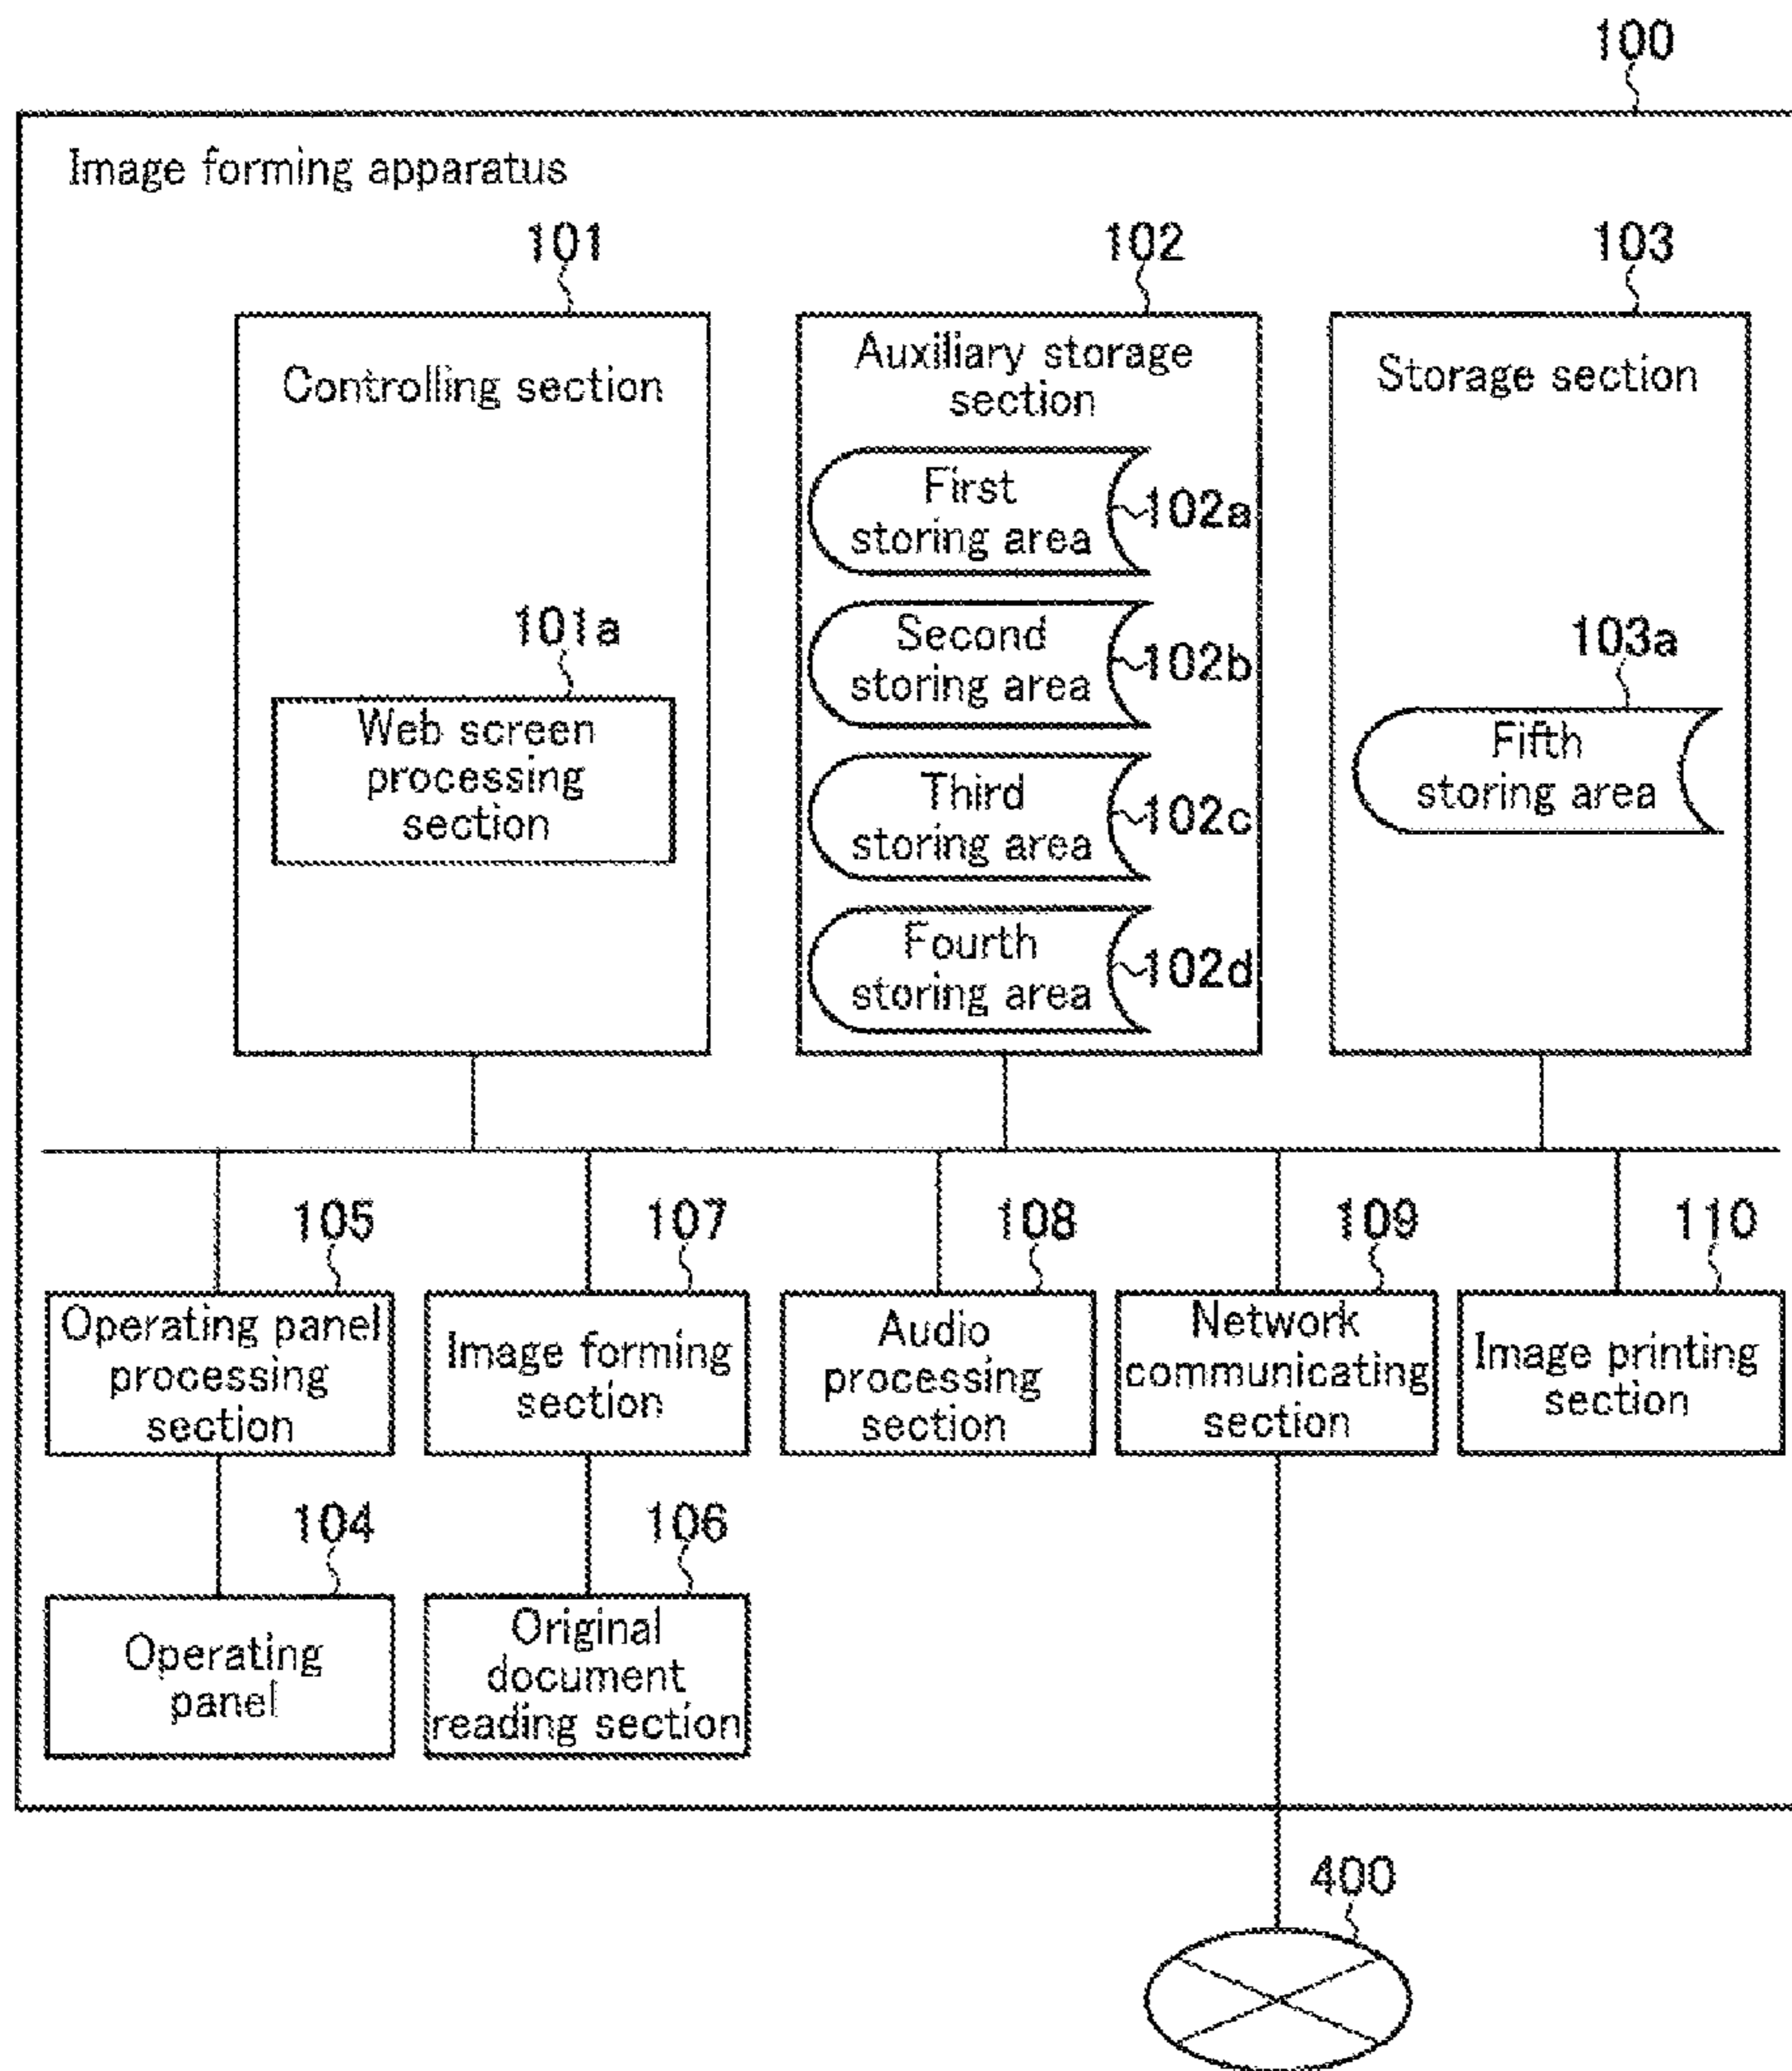 100
Image forming apparatus
101
102
103
Controlling section
Auxiliary storage
section
Storage section
First
storing area
102a
Second
storing area
102b
Third
storing area
102c
Fourth
storing area
102d
101a
Web screen
processing
section
103a
Fifth
storing area
105
107
108
109
110
Operating panel
processing
section
Image forming
section
Audio
processing
section
Network
communicating
section
Image printing
section
104
106
Operating
panel
Original
document
reading section
400